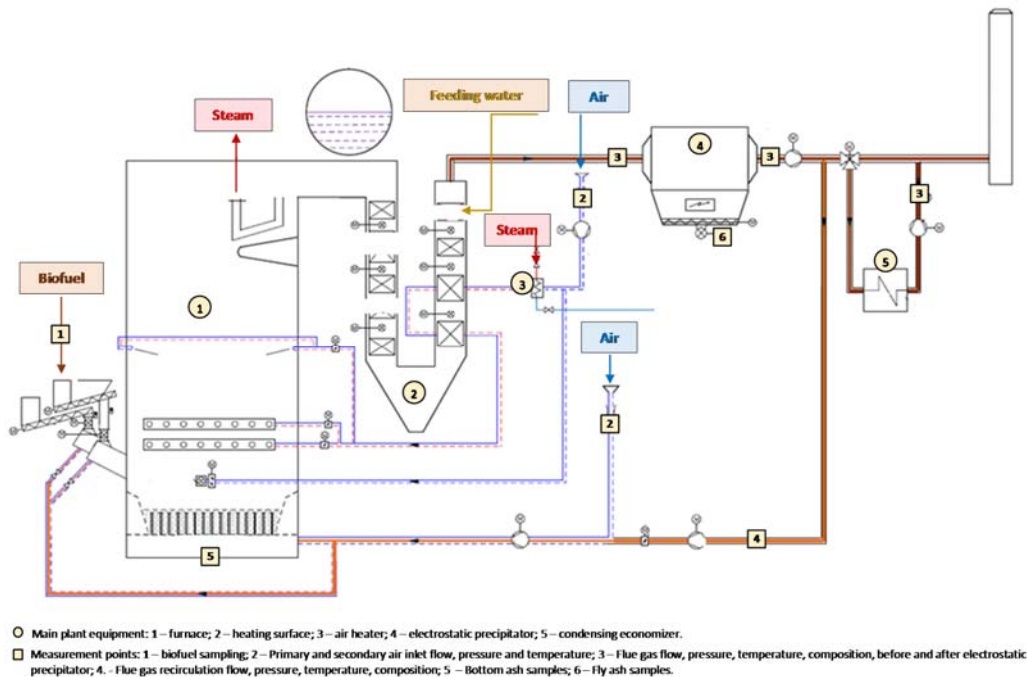 Feeding water
Air
Steam
4
3
3
2
3
Steam
6
3
5
Biofuel
1
1
Air
2
2
4
5
Main plant equipment: 1 – furnace; 2 – heating surface; 3 – air heater; 4 – electrostatic precipitator; 5 – condensing economizer.
Measurement points: 1 – biofuel sampling; 2 – Primary and secondary air inlet flow, pressure and temperature; 3 – Flue gas flow, pressure, temperature, composition, before and after electrostatic
precipitator; 4. - Flue gas recirculation flow, pressure, temperature, composition; 5 – Bottom ash samples; 6 – Fly ash samples.